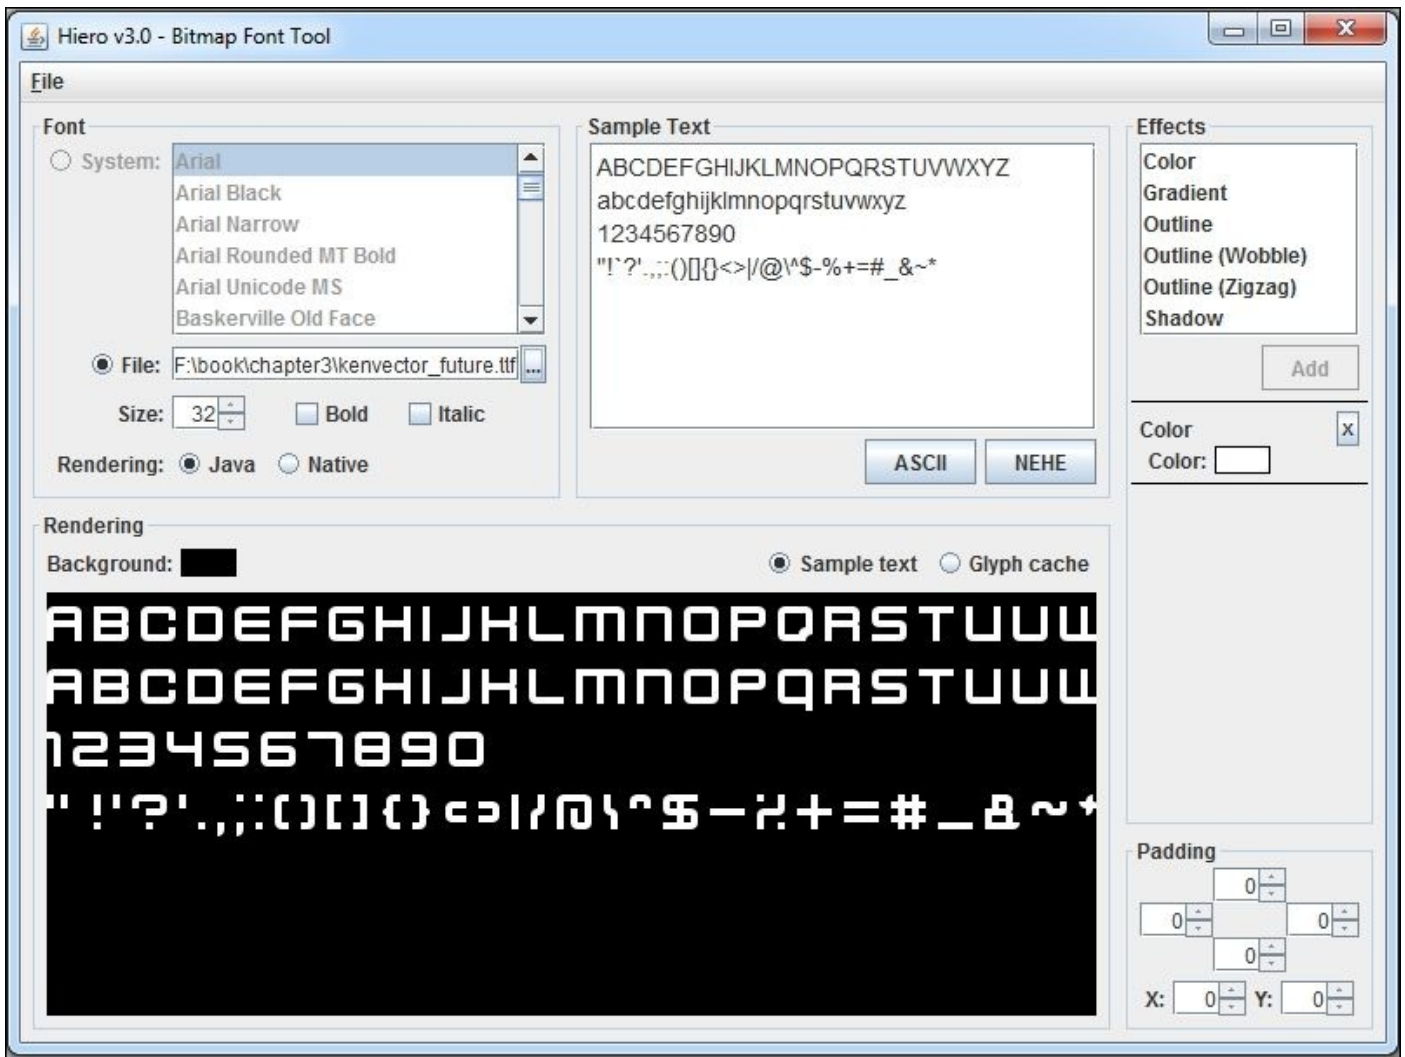 Hiero v3.0 - Bitmap Font Tool
File
Font
System:
Arial
Arial Black
Arial Narrow
Arial Rounded MT Bold
Arial Unicode MS
Baskerville Old Face
File: F:\book\chapter3\kenvector_future.ttf ...
Size: 32 Bold Italic
Rendering: Java Native
Sample Text
ABCDEFGHIJKLMNOPQRSTUVWXYZ
abcdefghijklmnopqrstuvwxyz
1234567890
"!`?'.,;:()[]{}<>|/@\^$-%+=#_&~*
ASCII NEHE
Effects
Color
Gradient
Outline
Outline (Wobble)
Outline (Zigzag)
Shadow
Add
Color X
Color:
Rendering
Background: Sample text Glyph cache
ABCDEFGHIJKLMNOPQRSTUVW
ABCDEFGHIJKLMNOPQRSTUVW
1234567890
"!'?'.,;:()[]{}<>|/@\^$-%+=#_&~*
Padding
0
0 0
0
X: 0 Y: 0